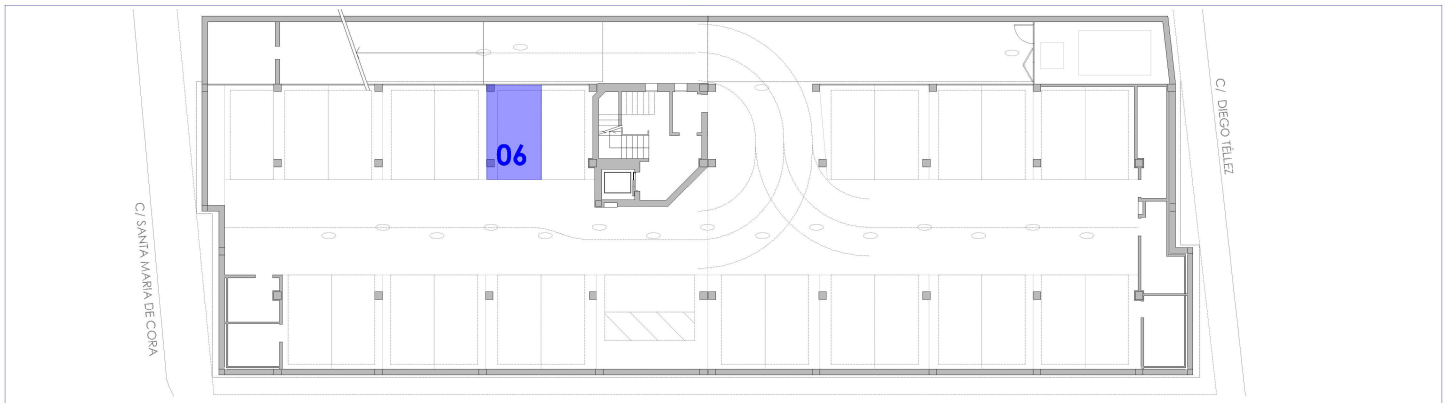 C/ DIEGO TÉLLEZ
06
C/ SANTA MARIA DE CORA